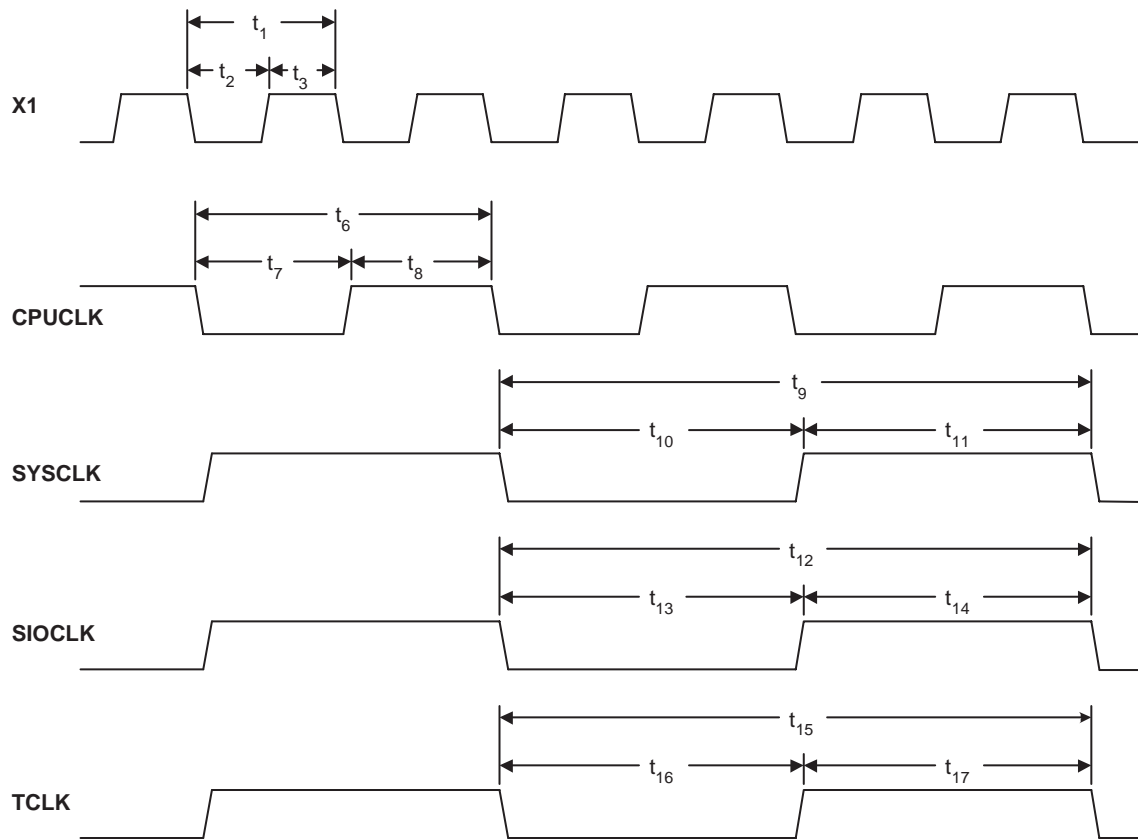 t1
t2 t3
X1
t6
t7 t8
CPUCLK
t9
t10 t11
SYSCLK
t12
t13 t14
SIOCLK
t15
t16 t17
TCLK